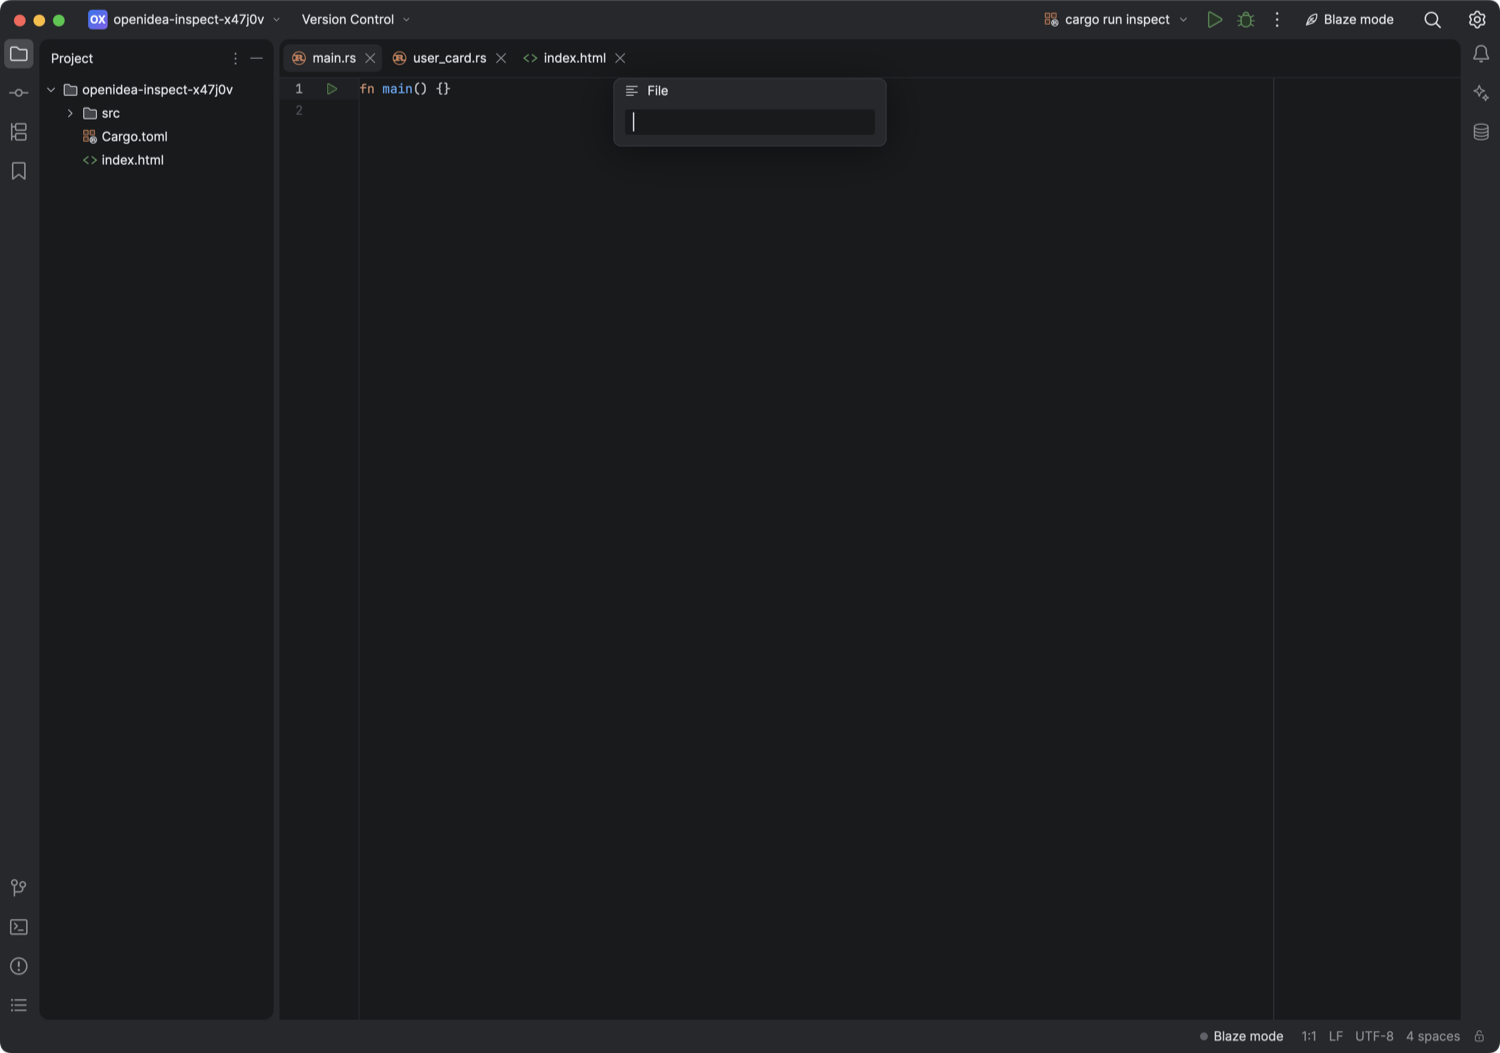 OX openidea-inspect-x47j0v Version Control cargo run inspect Blaze mode
Project
main.rs user_card.rs index.html
openidea-inspect-x47j0v
src
Cargo.toml
index.html
1 fn main() {}
2
File
Blaze mode 1:1 LF UTF-8 4 spaces